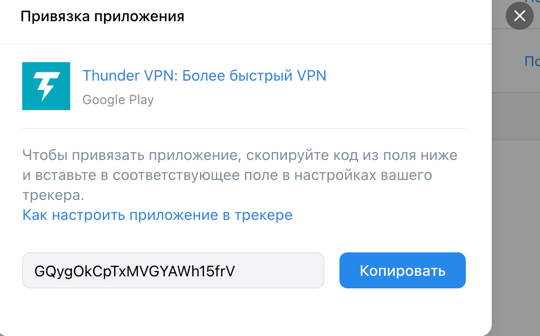 Привязка приложения
Thunder VPN: Более быстрый VPN
Google Play
Чтобы привязать приложение, скопируйте код из поля ниже
и вставьте в соответствующее поле в настройках вашего
трекера.
Как настроить приложение в трекере
GQygOkCpTxMVGYAWh15frV
Копировать